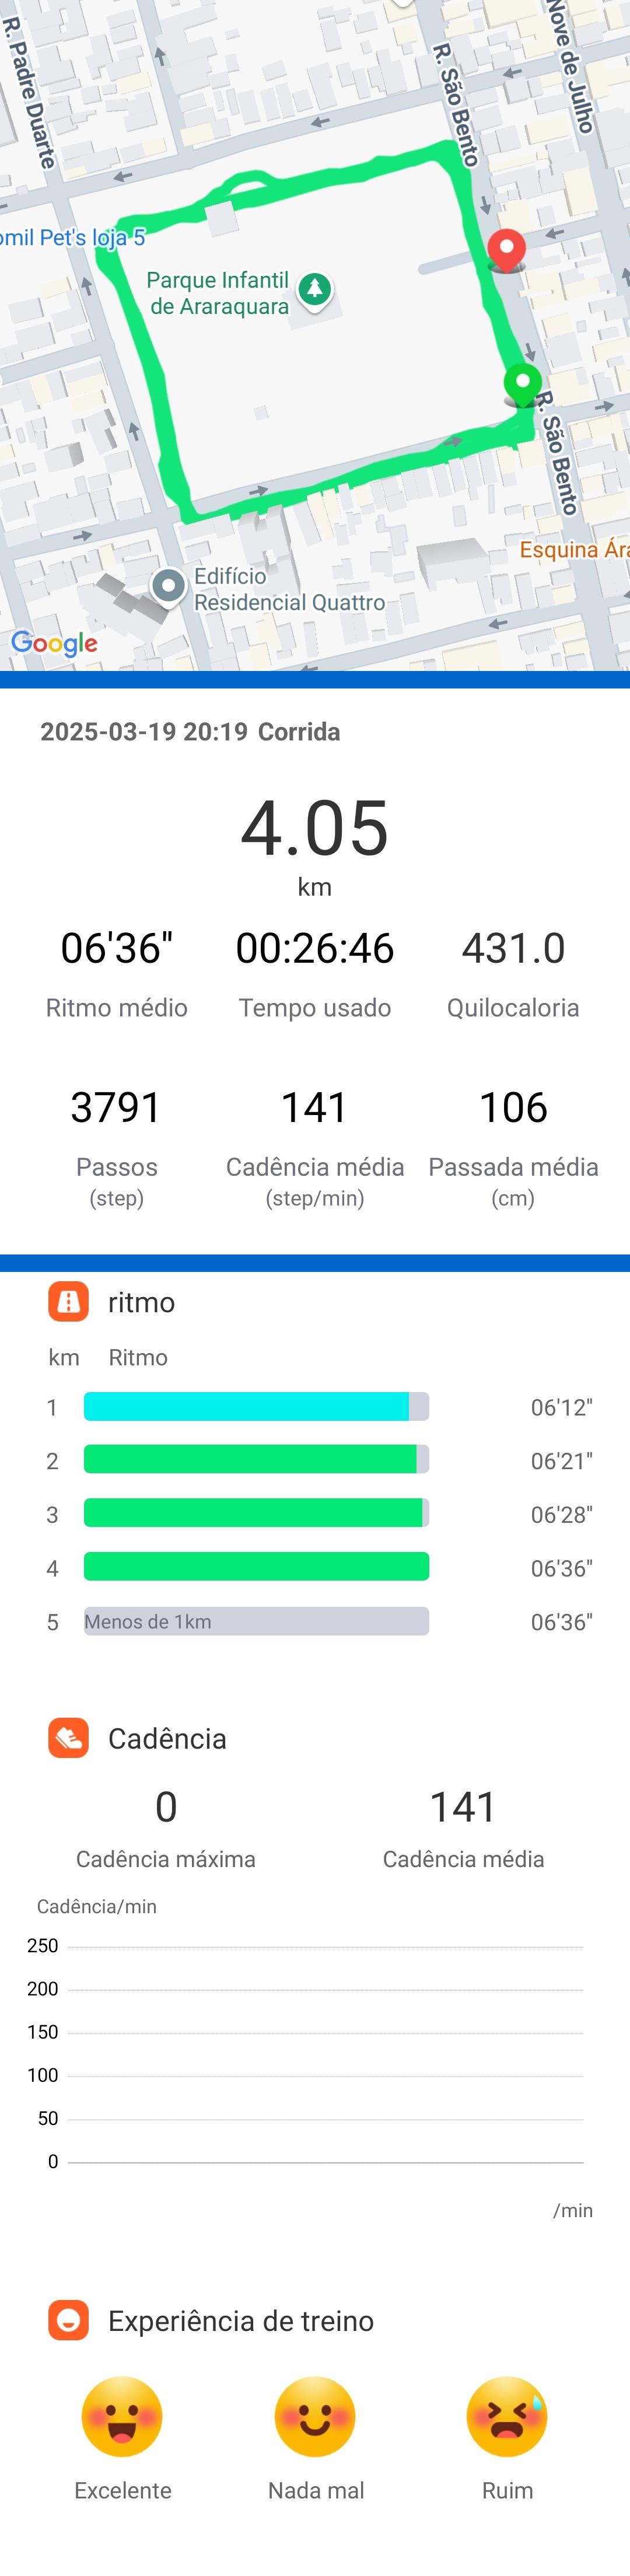 R. Padre Duarte
R. São Bento
Nove de Julho
omil Pet's loja 5
Parque Infantil
de Araraquara
R. São Bento
Esquina Ára
Edifício
Residencial Quattro
Google
2025-03-19 20:19 Corrida
4.05
km
06'36" 00:26:46 431.0
Ritmo médio Tempo usado Quilocaloria
3791 141 106
Passos Cadência média Passada média
(step) (step/min) (cm)
ritmo
km Ritmo
1 06'12"
2 06'21"
3 06'28"
4 06'36"
5 Menos de 1km 06'36"
Cadência
0 141
Cadência máxima Cadência média
Cadência/min
250
200
150
100
50
0
/min
Experiência de treino
Excelente Nada mal Ruim